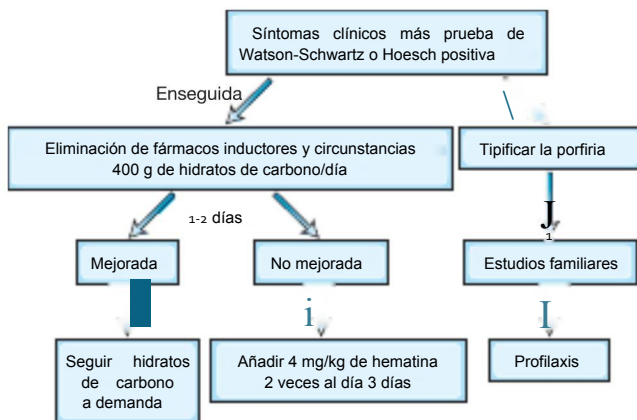 Síntomas clínicos más prueba de
Watson-Schwartz o Hoesch positiva
Enseguida
Eliminación de fármacos inductores y circunstancias
400 g de hidratos de carbono/día
Tipificar la porfiria
1-2 días
J
1
Mejorada
No mejorada
Estudios familiares
i
I
Seguir hidratos
de carbono
a demanda
Añadir 4 mg/kg de hematina
2 veces al día 3 días
Profilaxis